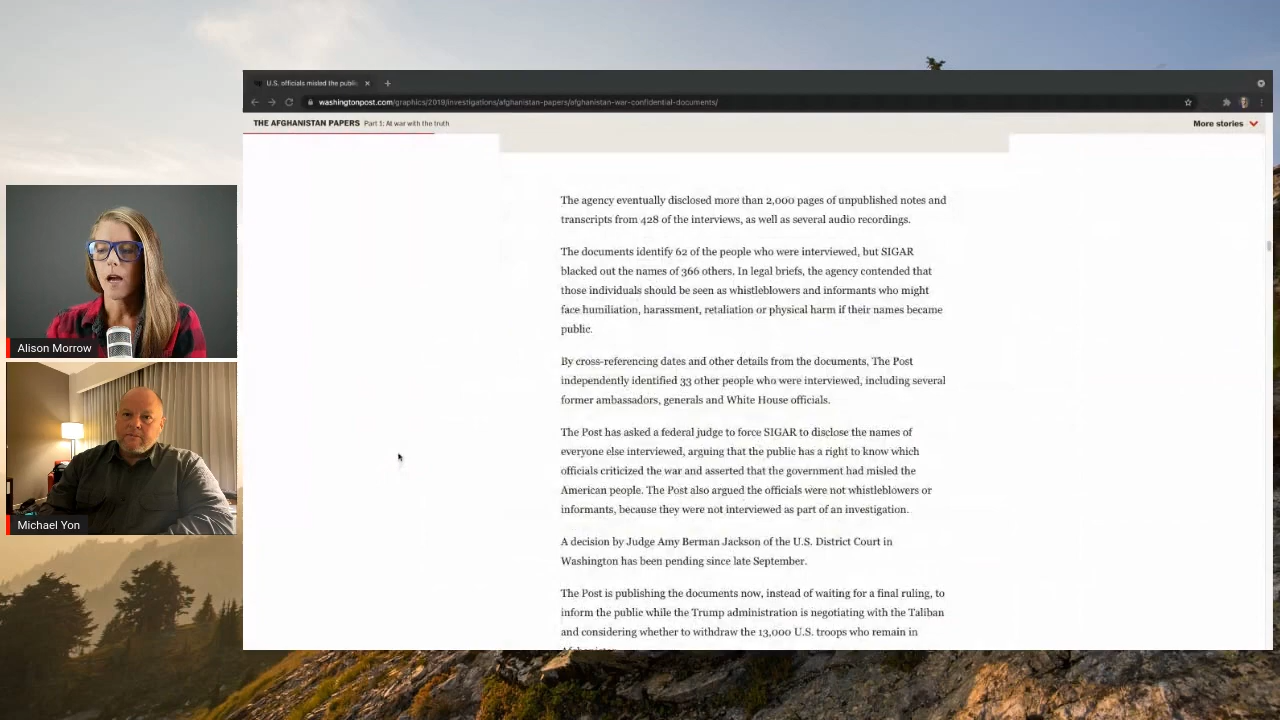 U.S. officials misled the public
washingtonpost.com/graphics/2019/investigations/afghanistan-papers/afghanistan-war-confidential-documents/
THE AFGHANISTAN PAPERS Part 1: At war with the truth
More stories
The agency eventually disclosed more than 2,000 pages of unpublished notes and
transcripts from 428 of the interviews, as well as several audio recordings.
The documents identify 62 of the people who were interviewed, but SIGAR
blacked out the names of 366 others. In legal briefs, the agency contended that
those individuals should be seen as whistleblowers and informants who might
face humiliation, harassment, retaliation or physical harm if their names became
public.
By cross-referencing dates and other details from the documents, The Post
independently identified 33 other people who were interviewed, including several
former ambassadors, generals and White House officials.
The Post has asked a federal judge to force SIGAR to disclose the names of
everyone else interviewed, arguing that the public has a right to know which
officials criticized the war and asserted that the government had misled the
American people. The Post also argued the officials were not whistleblowers or
informants, because they were not interviewed as part of an investigation.
A decision by Judge Amy Berman Jackson of the U.S. District Court in
Washington has been pending since late September.
The Post is publishing the documents now, instead of waiting for a final ruling, to
inform the public while the Trump administration is negotiating with the Taliban
and considering whether to withdraw the 13,000 U.S. troops who remain in
Alison Morrow
Michael Yon